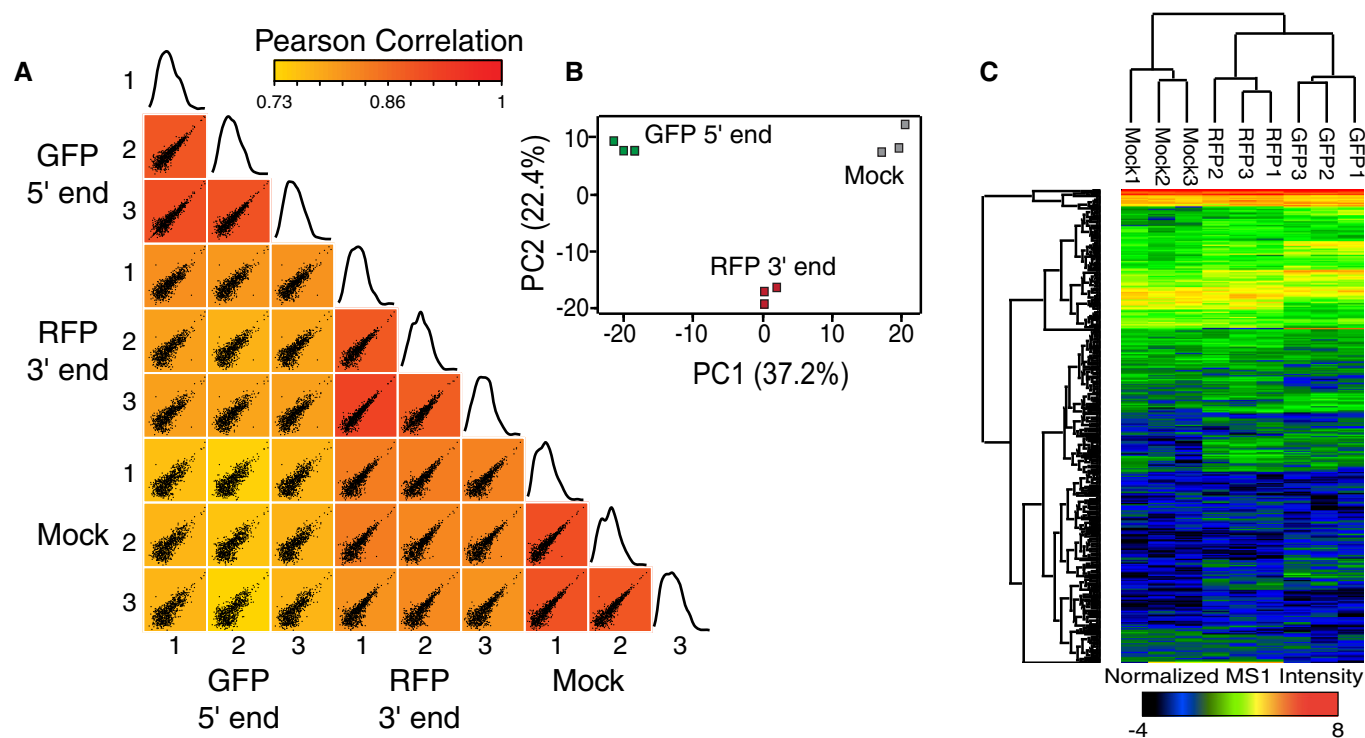 A
Pearson Correlation
0.73 0.86 1
1
2
3
GFP
5' end
1
2
3
RFP
3' end
1
2
3
Mock
1 2 3 1 2 3 1 2 3
GFP
5' end
RFP
3' end
Mock
B
PC2 (22.4%)
10
0
-10
-20
GFP 5' end
Mock
RFP 3' end
-20 -10 0 10 20
PC1 (37.2%)
C
Mock1 Mock2 Mock3 RFP2 RFP3 RFP1 GFP3 GFP2 GFP1
Normalized MS1 Intensity
-4 8